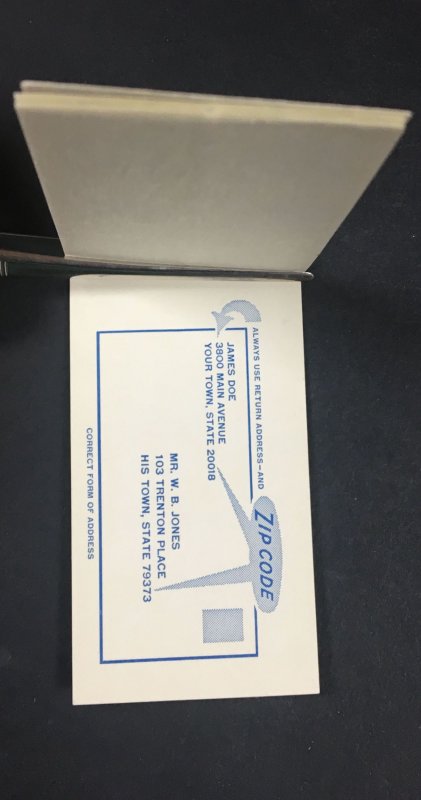 ALWAYS USE RETURN ADDRESS—AND
ZIP CODE
JAMES DOE
3800 MAIN AVENUE
YOUR TOWN, STATE 20018
MR. W. B. JONES
103 TRENTON PLACE
HIS TOWN, STATE 79373
CORRECT FORM OF ADDRESS